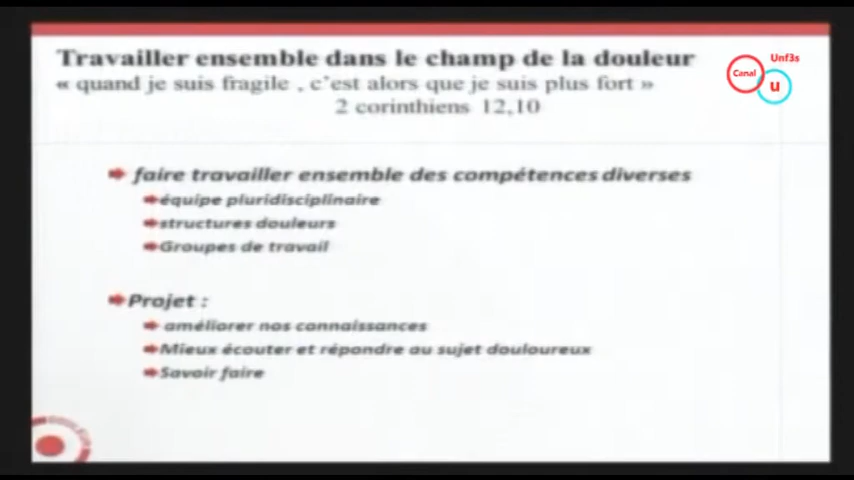 Travailler ensemble dans le champ de la douleur
« quand je suis fragile , c'est alors que je suis plus fort »
2 corinthiens 12,10
Unf3s
Canal
u
faire travailler ensemble des compétences diverses
équipe pluridisciplinaire
structures douleurs
Groupes de travail
Projet :
améliorer nos connaissances
Mieux écouter et répondre au sujet douloureux
Savoir faire